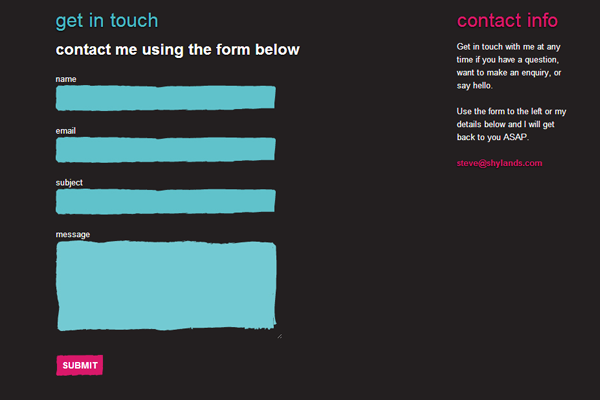 get in touch
contact me using the form below
name
email
subject
message
SUBMIT
contact info
Get in touch with me at any
time if you have a question,
want to make an enquiry, or
say hello.
Use the form to the left or my
details below and I will get
back to you ASAP.
steve@shylands.com